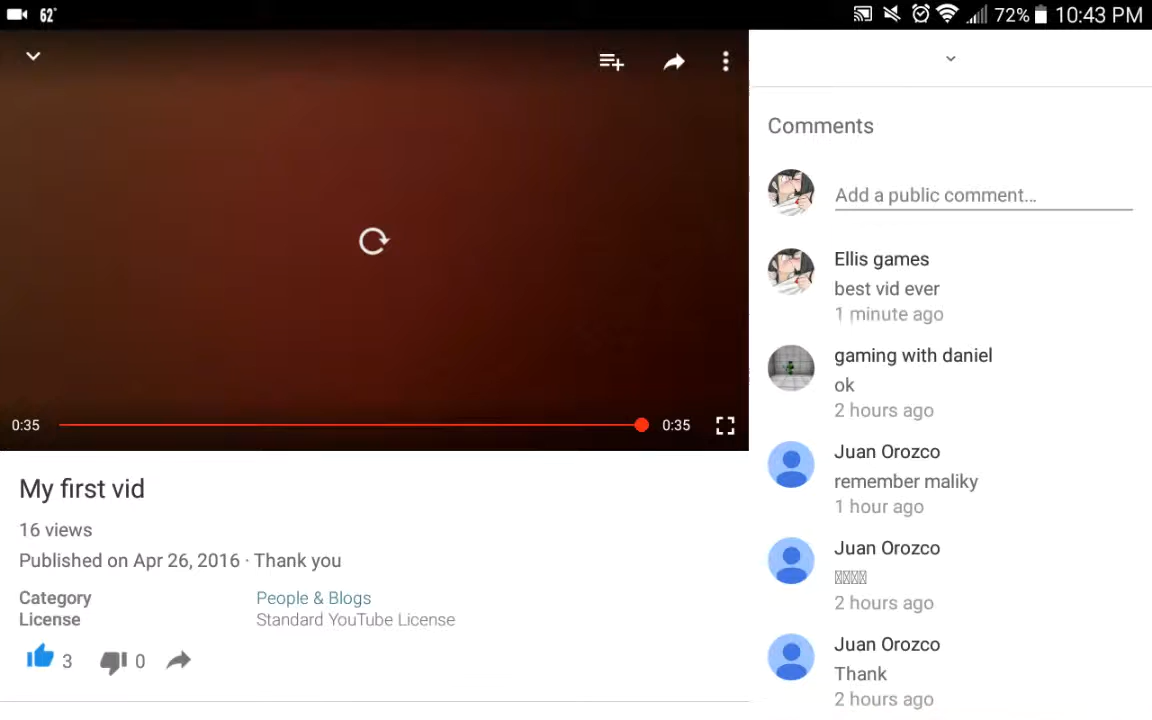 62°
72%
10:43 PM
0:35
0:35
My first vid
16 views
Published on Apr 26, 2016 · Thank you
Category People & Blogs
License Standard YouTube License
3
0
Comments
Add a public comment...
Ellis games
best vid ever
1 minute ago
gaming with daniel
ok
2 hours ago
Juan Orozco
remember maliky
1 hour ago
Juan Orozco
2 hours ago
Juan Orozco
Thank
2 hours ago